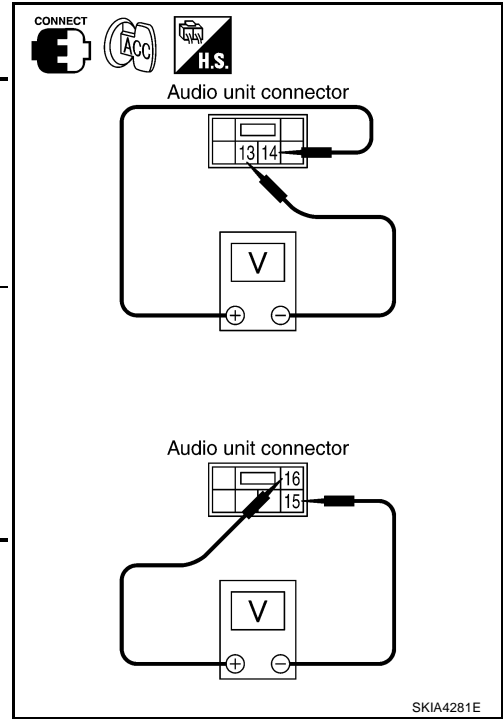 CONNECT
ACC
H.S.
Audio unit connector
13 14
V
+ −
Audio unit connector
16
15
V
+ −
SKIA4281E